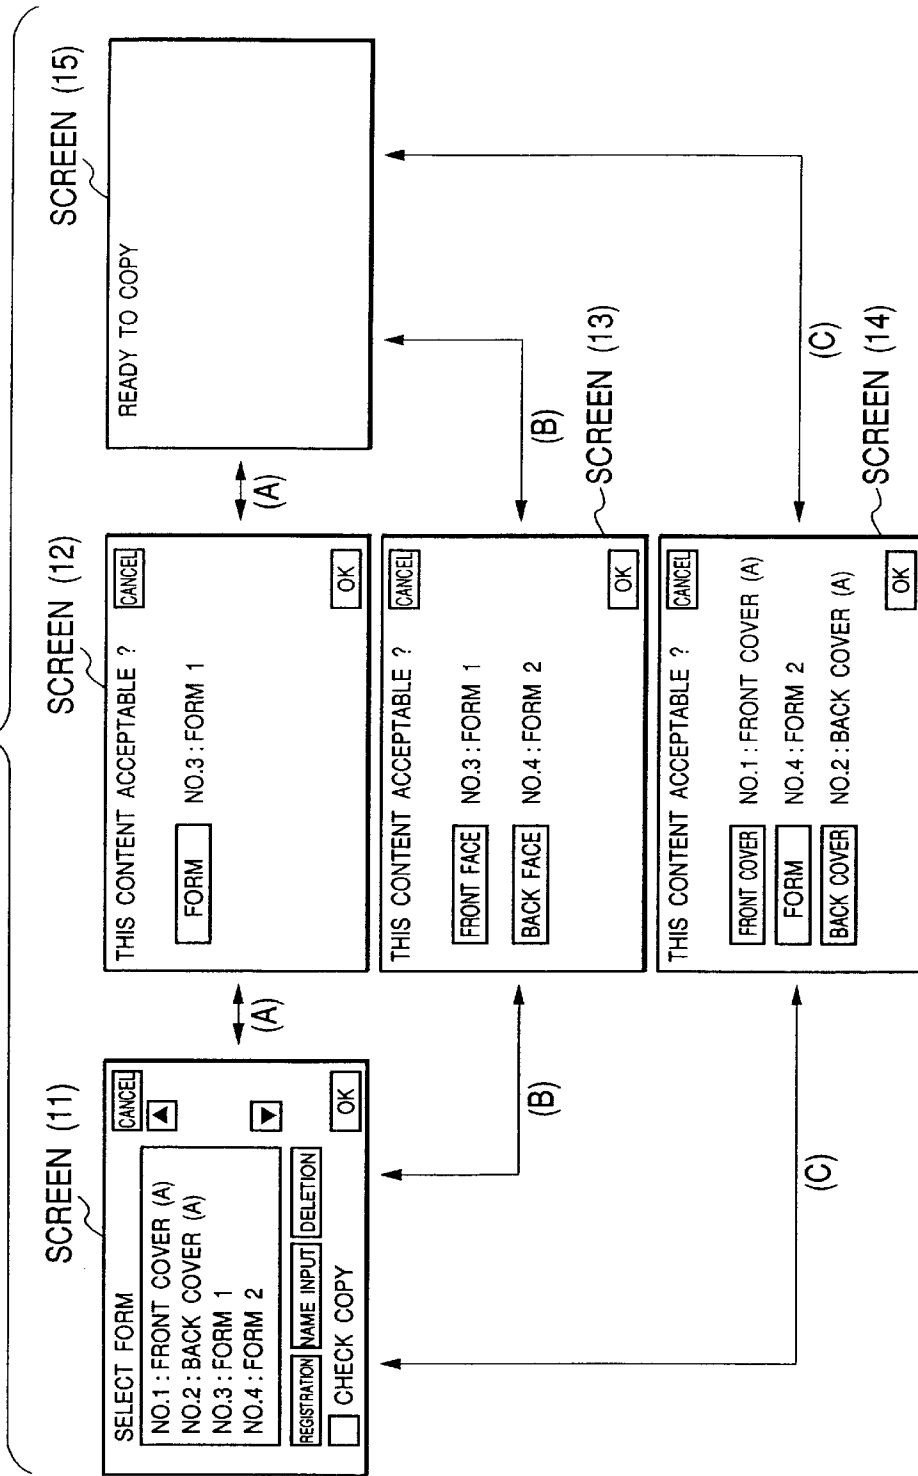 SCREEN (11)
SELECT FORM
CANCEL
NO.1 : FRONT COVER (A)
NO.2 : BACK COVER (A)
NO.3 : FORM 1
NO.4 : FORM 2
▲
▼
REGISTRATION NAME INPUT DELETION
CHECK COPY
OK
(A)
(B)
(C)
SCREEN (12)
THIS CONTENT ACCEPTABLE ?
CANCEL
FORM NO.3 : FORM 1
OK
THIS CONTENT ACCEPTABLE ?
CANCEL
FRONT FACE NO.3 : FORM 1
BACK FACE NO.4 : FORM 2
OK
SCREEN (13)
THIS CONTENT ACCEPTABLE ?
CANCEL
FRONT COVER NO.1 : FRONT COVER (A)
FORM NO.4 : FORM 2
BACK COVER NO.2 : BACK COVER (A)
OK
SCREEN (14)
(A)
(B)
(C)
SCREEN (15)
READY TO COPY